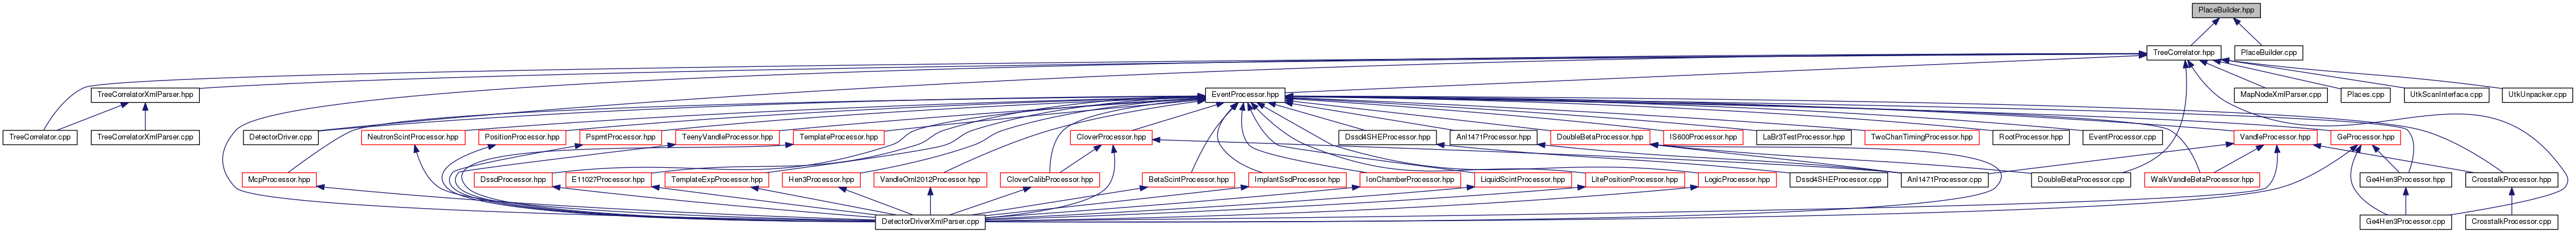 PlaceBuilder.hpp
TreeCorrelator.hpp
PlaceBuilder.cpp
TreeCorrelatorXmlParser.hpp
EventProcessor.hpp
MapNodeXmlParser.cpp
Places.cpp
UtkScanInterface.cpp
UtkUnpacker.cpp
TreeCorrelator.cpp
TreeCorrelatorXmlParser.cpp
DetectorDriver.cpp
NeutronScintProcessor.hpp
PositionProcessor.hpp
PspmtProcessor.hpp
TeenyVandleProcessor.hpp
TemplateProcessor.hpp
CloverProcessor.hpp
Dssd4SHEProcessor.hpp
Anl1471Processor.hpp
DoubleBetaProcessor.hpp
IS600Processor.hpp
LaBr3TestProcessor.hpp
TwoChanTimingProcessor.hpp
RootProcessor.hpp
EventProcessor.cpp
VandleProcessor.hpp
GeProcessor.hpp
McpProcessor.hpp
DssdProcessor.hpp
E11027Processor.hpp
TemplateExpProcessor.hpp
Hen3Processor.hpp
VandleOrnl2012Processor.hpp
CloverCalibProcessor.hpp
BetaScintProcessor.hpp
ImplantSsdProcessor.hpp
IonChamberProcessor.hpp
LiquidScintProcessor.hpp
LitePositionProcessor.hpp
LogicProcessor.hpp
Dssd4SHEProcessor.cpp
Anl1471Processor.cpp
DoubleBetaProcessor.cpp
WalkVandleBetaProcessor.hpp
Ge4Hen3Processor.hpp
CrosstalkProcessor.hpp
DetectorDriverXmlParser.cpp
Ge4Hen3Processor.cpp
CrosstalkProcessor.cpp